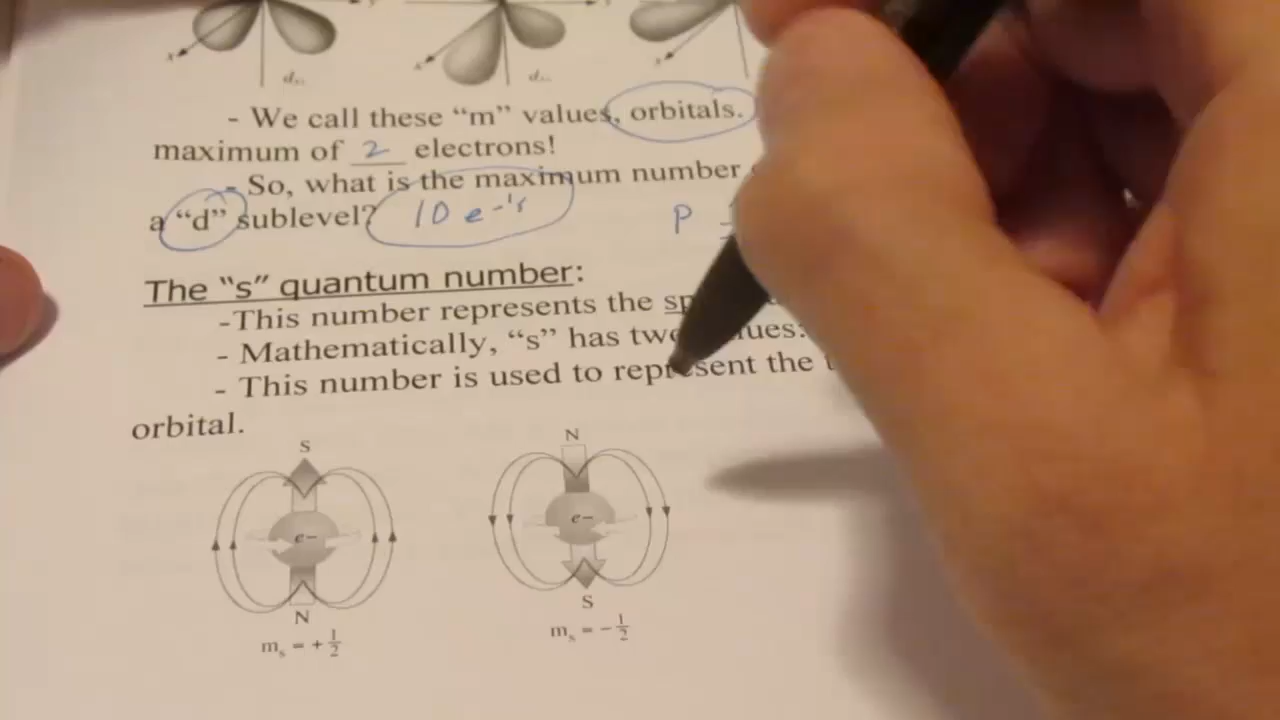 x
x
x
- We call these “m” values, orbitals.
maximum of 2 electrons!
- So, what is the maximum number
a “d” sublevel? 10 e-'s
P
The “s” quantum number:
-This number represents the
- Mathematically, “s” has two
- This number is used to represent the
orbital.
S N
e- e-
N S
ms = + 1/2 ms = - 1/2